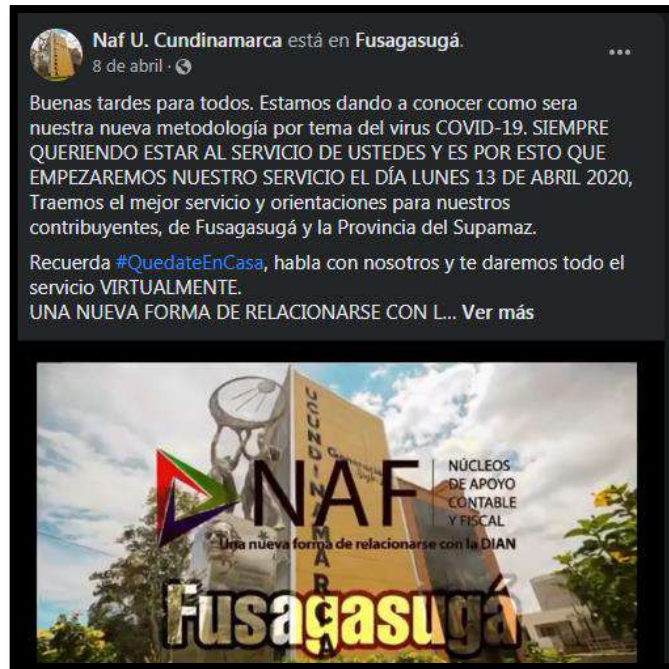 Naf U. Cundinamarca está en Fusagasugá.
8 de abril ·
Buenas tardes para todos. Estamos dando a conocer como sera
nuestra nueva metodología por tema del virus COVID-19. SIEMPRE
QUERIENDO ESTAR AL SERVICIO DE USTEDES Y ES POR ESTO QUE
EMPEZAREMOS NUESTRO SERVICIO EL DÍA LUNES 13 DE ABRIL 2020,
Traemos el mejor servicio y orientaciones para nuestros
contribuyentes, de Fusagasugá y la Provincia del Supamaz.
Recuerda #QuedateEnCasa, habla con nosotros y te daremos todo el
servicio VIRTUALMENTE.
UNA NUEVA FORMA DE RELACIONARSE CON L... Ver más
UCUNDINAMARCA
Generación
NAF
NÚCLEOS
DE APOYO
CONTABLE
Y FISCAL
Una nueva forma de relacionarse con la DIAN
Fusagasugá